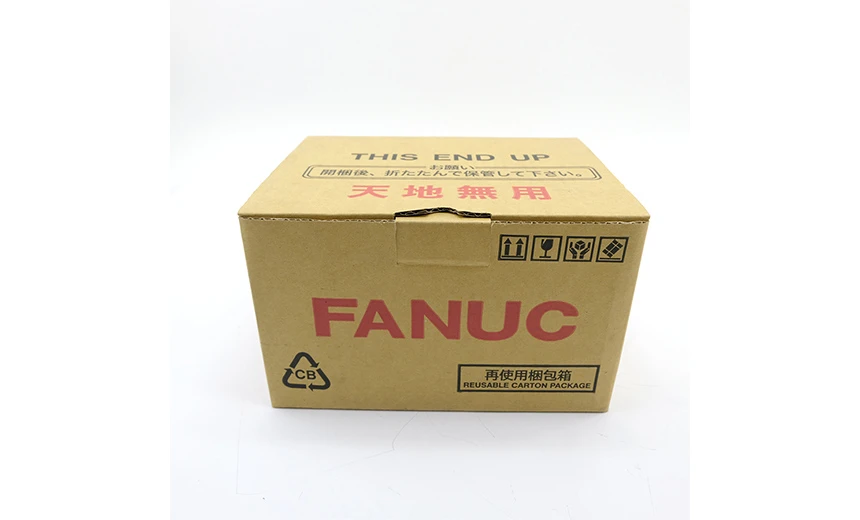 THIS END UP
お願い
開梱後、折たたんで保管して下さい。
天地無用
FANUC
CB
再使用梱包箱
REUSABLE CARTON PACKAGE